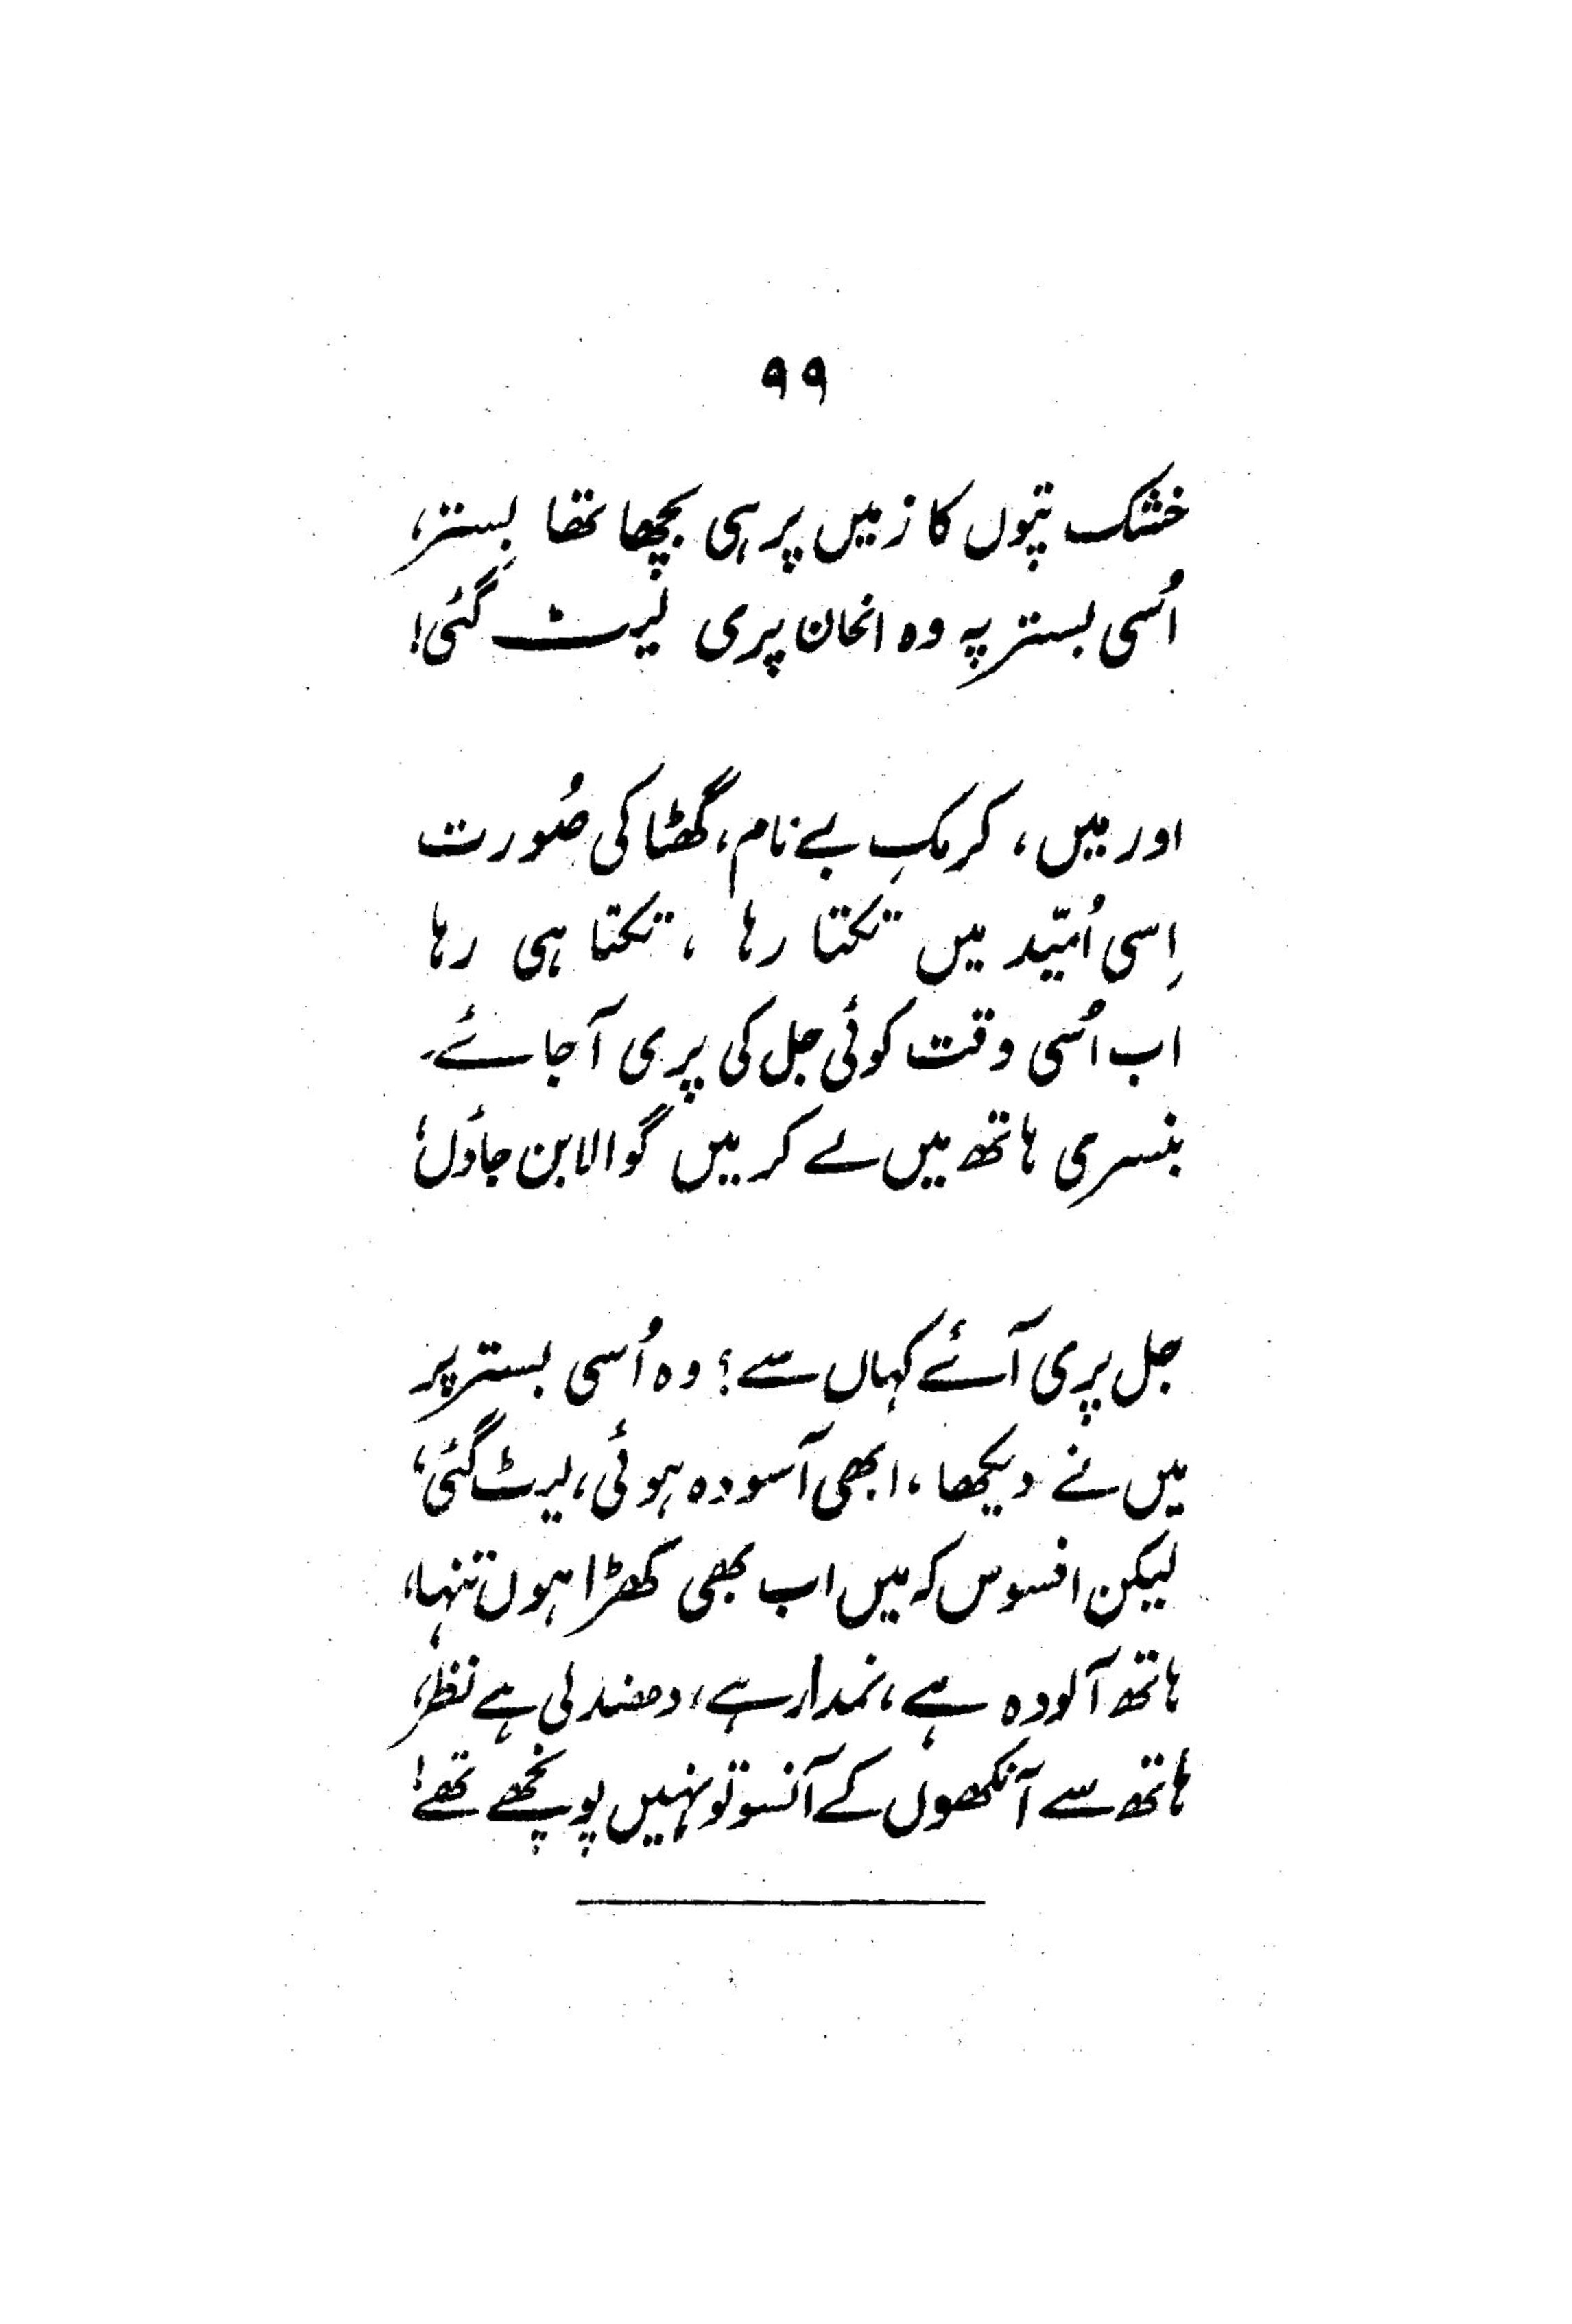 ۹۹
خشک پتوں کا زمیں پر ہی بچھا تھا بستر،
اُسی بستر پہ وہ انجان پری لیٹ گئی!
اور میں، کرمکِ بے نام، گھٹا کی صُورت
اِسی اُمّید میں تکتا رہا، تکتا ہی رہا
اب اُسی وقت کوئی جل کی پری آ جائے۔
بنسری ہاتھ میں لے کر میں گوالا بن جاؤں!
جل پری آئے کہاں سے؟ وہ اُسی بستر پر
میں نے دیکھا، ابھی آسودہ ہوئی، لیٹ گئی،
لیکن افسوس کہ میں اب بھی کھڑا ہوں تنہا،
ہاتھ آلودہ ہے، نمدار ہے، دھندلی ہے نظر،
ہاتھ سے آنکھوں کے آنسو تو نہیں پونچھے تھے!